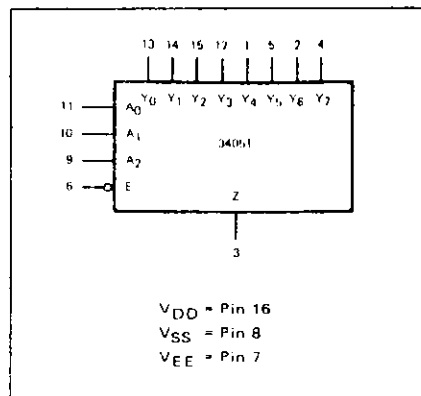 13 14 15 12 1 5 2 4
Y0 Y1 Y2 Y3 Y4 Y5 Y6 Y7
11 A0
10 A1
34051
9 A2
6 E
Z
3
VDD = Pin 16
VSS = Pin 8
VEE = Pin 7